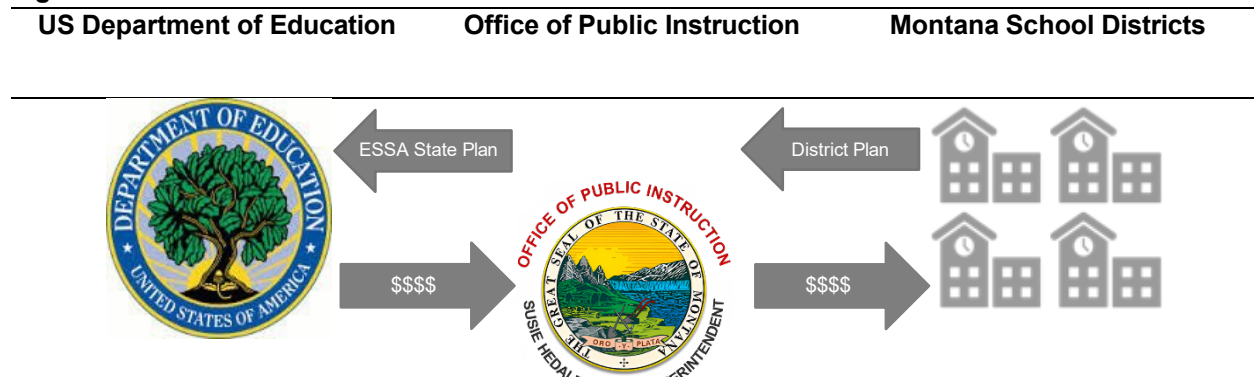 US Department of Education
Office of Public Instruction
Montana School Districts
ESSA State Plan
District Plan
DEPARTMENT OF EDUCATION
UNITED STATES OF AMERICA
$$$$
OFFICE OF PUBLIC INSTRUCTION
THE GREAT SEAL OF THE STATE OF MONTANA
ORO Y PLATA
SUSIE
$$$$